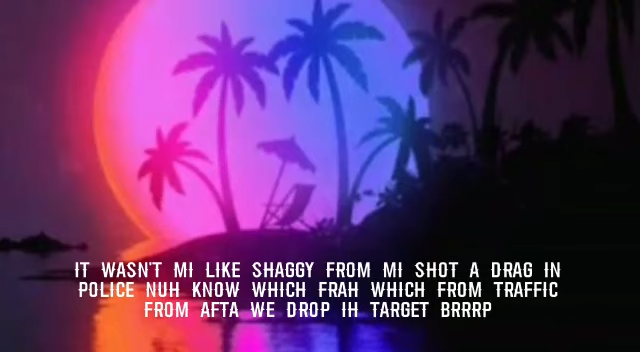 IT WASN'T MI LIKE SHAGGY FROM MI SHOT A DRAG IN
POLICE NUH KNOW WHICH FRAH WHICH FROM TRAFFIC
FROM AFTA WE DROP IH TARGET BRRRP